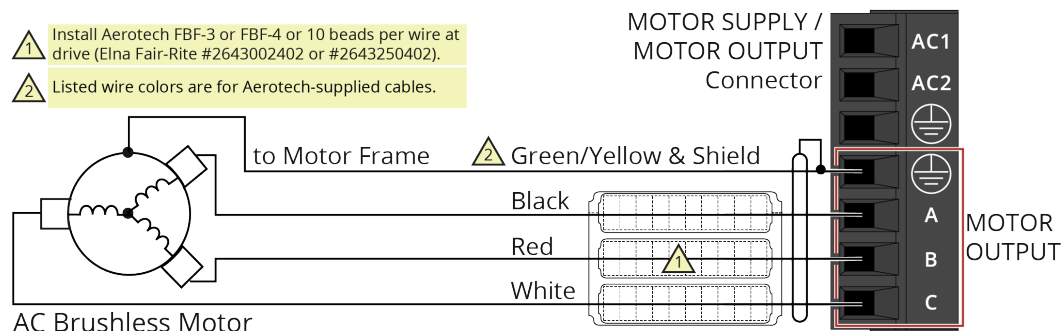 1
Install Aerotech FBF-3 or FBF-4 or 10 beads per wire at
drive (Elna Fair-Rite #2643002402 or #2643250402).
2
Listed wire colors are for Aerotech-supplied cables.
MOTOR SUPPLY /
MOTOR OUTPUT
Connector
AC1
AC2
to Motor Frame
2
Green/Yellow & Shield
Black
A
Red
1
B
White
C
MOTOR
OUTPUT
AC Brushless Motor